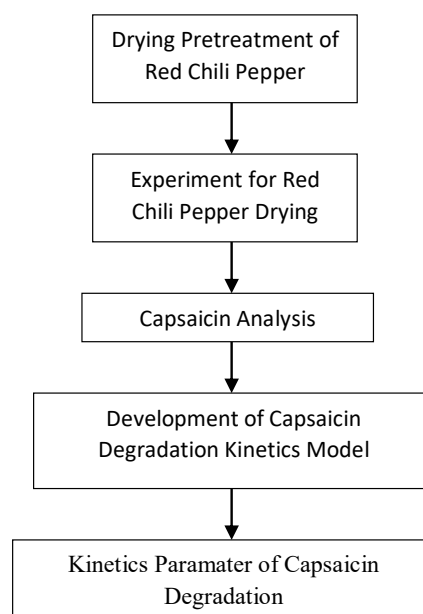 Drying Pretreatment of
Red Chili Pepper
Experiment for Red
Chili Pepper Drying
Capsaicin Analysis
Development of Capsaicin
Degradation Kinetics Model
Kinetics Paramater of Capsaicin
Degradation